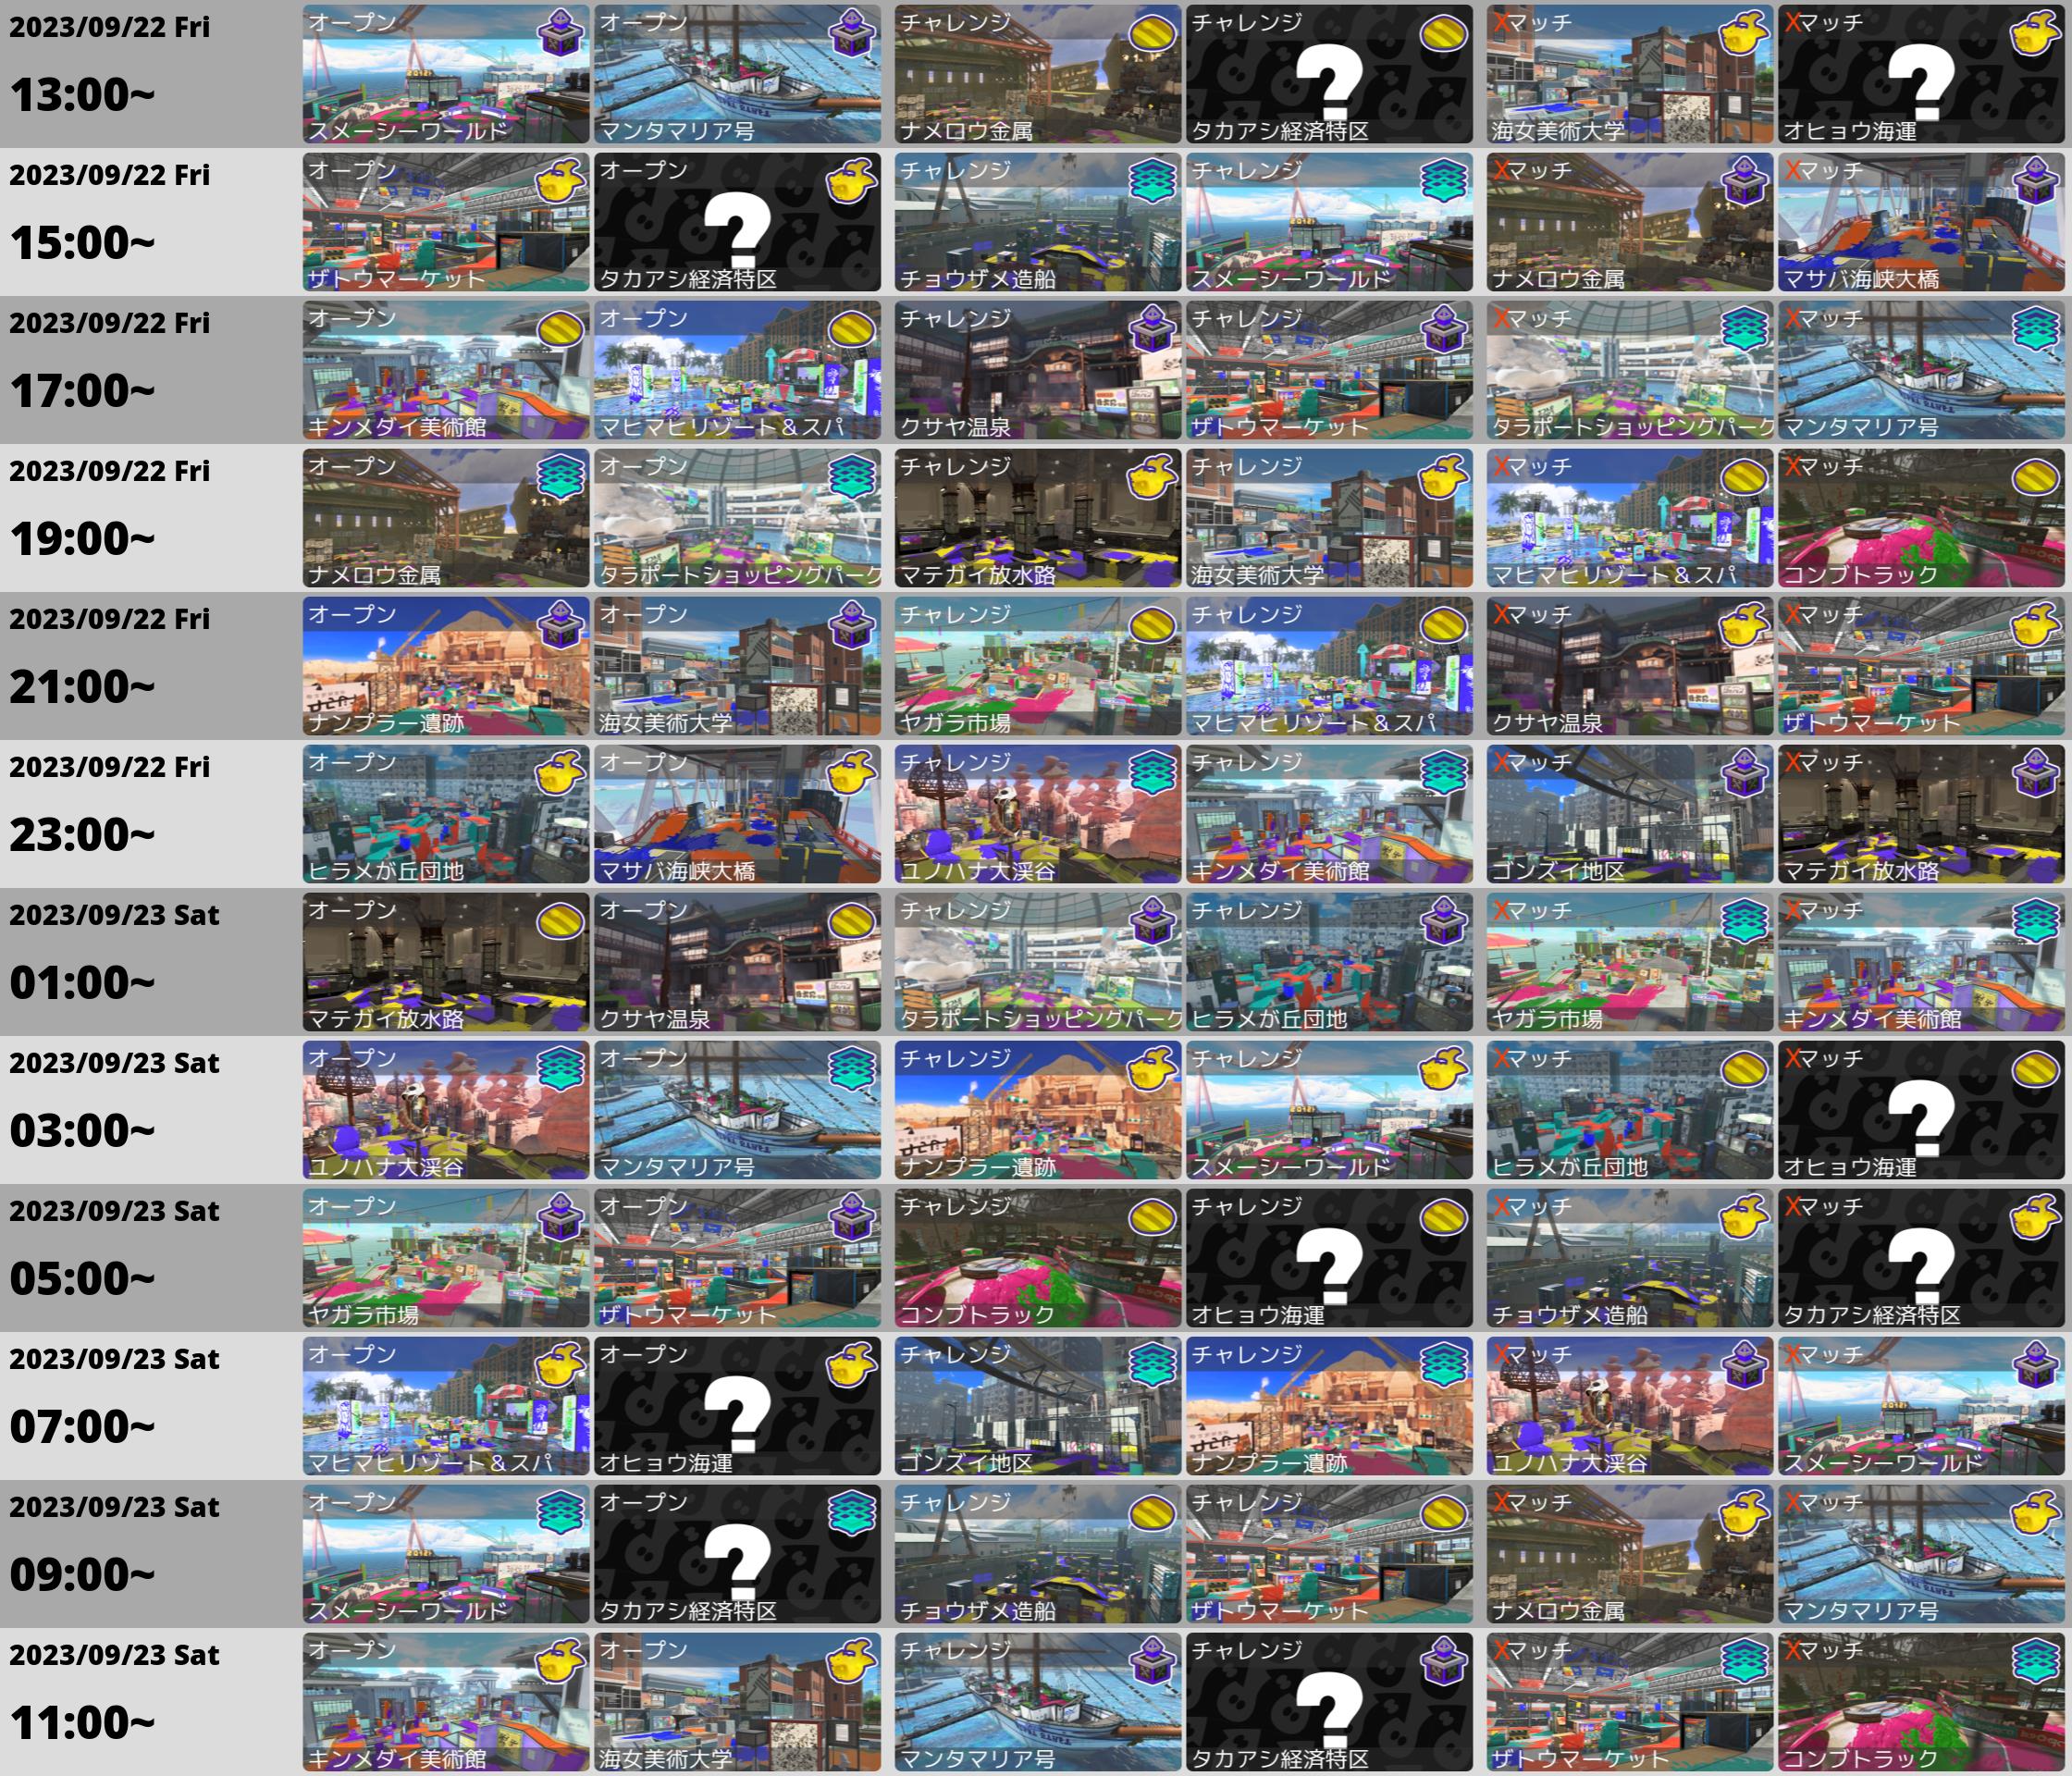 2023/09/22 Fri
13:00~
オープン
スメーシーワールド
オープン
マンタマリア号
チャレンジ
ナメロウ金属
チャレンジ
?
タカアシ経済特区
Xマッチ
海女美術大学
Xマッチ
?
オヒョウ海運
2023/09/22 Fri
15:00~
オープン
ザトウマーケット
オープン
?
タカアシ経済特区
チャレンジ
チョウザメ造船
チャレンジ
スメーシーワールド
Xマッチ
ナメロウ金属
Xマッチ
マサバ海峡大橋
2023/09/22 Fri
17:00~
オープン
キンメダイ美術館
オープン
マヒマヒリゾート＆スパ
チャレンジ
クサヤ温泉
チャレンジ
ザトウマーケット
Xマッチ
タラポートショッピングパーク
Xマッチ
マンタマリア号
2023/09/22 Fri
19:00~
オープン
ナメロウ金属
オープン
タラポートショッピングパーク
チャレンジ
マテガイ放水路
チャレンジ
海女美術大学
Xマッチ
マヒマヒリゾート＆スパ
Xマッチ
コンブトラック
2023/09/22 Fri
21:00~
オープン
ナンプラー遺跡
オープン
海女美術大学
チャレンジ
ヤガラ市場
チャレンジ
マヒマヒリゾート＆スパ
Xマッチ
クサヤ温泉
Xマッチ
ザトウマーケット
2023/09/22 Fri
23:00~
オープン
ヒラメが丘団地
オープン
マサバ海峡大橋
チャレンジ
ユノハナ大渓谷
チャレンジ
キンメダイ美術館
Xマッチ
ゴンズイ地区
Xマッチ
マテガイ放水路
2023/09/23 Sat
01:00~
オープン
マテガイ放水路
オープン
クサヤ温泉
チャレンジ
タラポートショッピングパーク
チャレンジ
ヒラメが丘団地
Xマッチ
ヤガラ市場
Xマッチ
キンメダイ美術館
2023/09/23 Sat
03:00~
オープン
ユノハナ大渓谷
オープン
マンタマリア号
チャレンジ
ナンプラー遺跡
チャレンジ
スメーシーワールド
Xマッチ
ヒラメが丘団地
Xマッチ
?
オヒョウ海運
2023/09/23 Sat
05:00~
オープン
ヤガラ市場
オープン
ザトウマーケット
チャレンジ
コンブトラック
チャレンジ
?
オヒョウ海運
Xマッチ
チョウザメ造船
Xマッチ
?
タカアシ経済特区
2023/09/23 Sat
07:00~
オープン
マヒマヒリゾート＆スパ
オープン
?
オヒョウ海運
チャレンジ
ゴンズイ地区
チャレンジ
ナンプラー遺跡
Xマッチ
ユノハナ大渓谷
Xマッチ
スメーシーワールド
2023/09/23 Sat
09:00~
オープン
スメーシーワールド
オープン
?
タカアシ経済特区
チャレンジ
チョウザメ造船
チャレンジ
ザトウマーケット
Xマッチ
ナメロウ金属
Xマッチ
マンタマリア号
2023/09/23 Sat
11:00~
オープン
キンメダイ美術館
オープン
海女美術大学
チャレンジ
マンタマリア号
チャレンジ
?
タカアシ経済特区
Xマッチ
ザトウマーケット
Xマッチ
コンブトラック